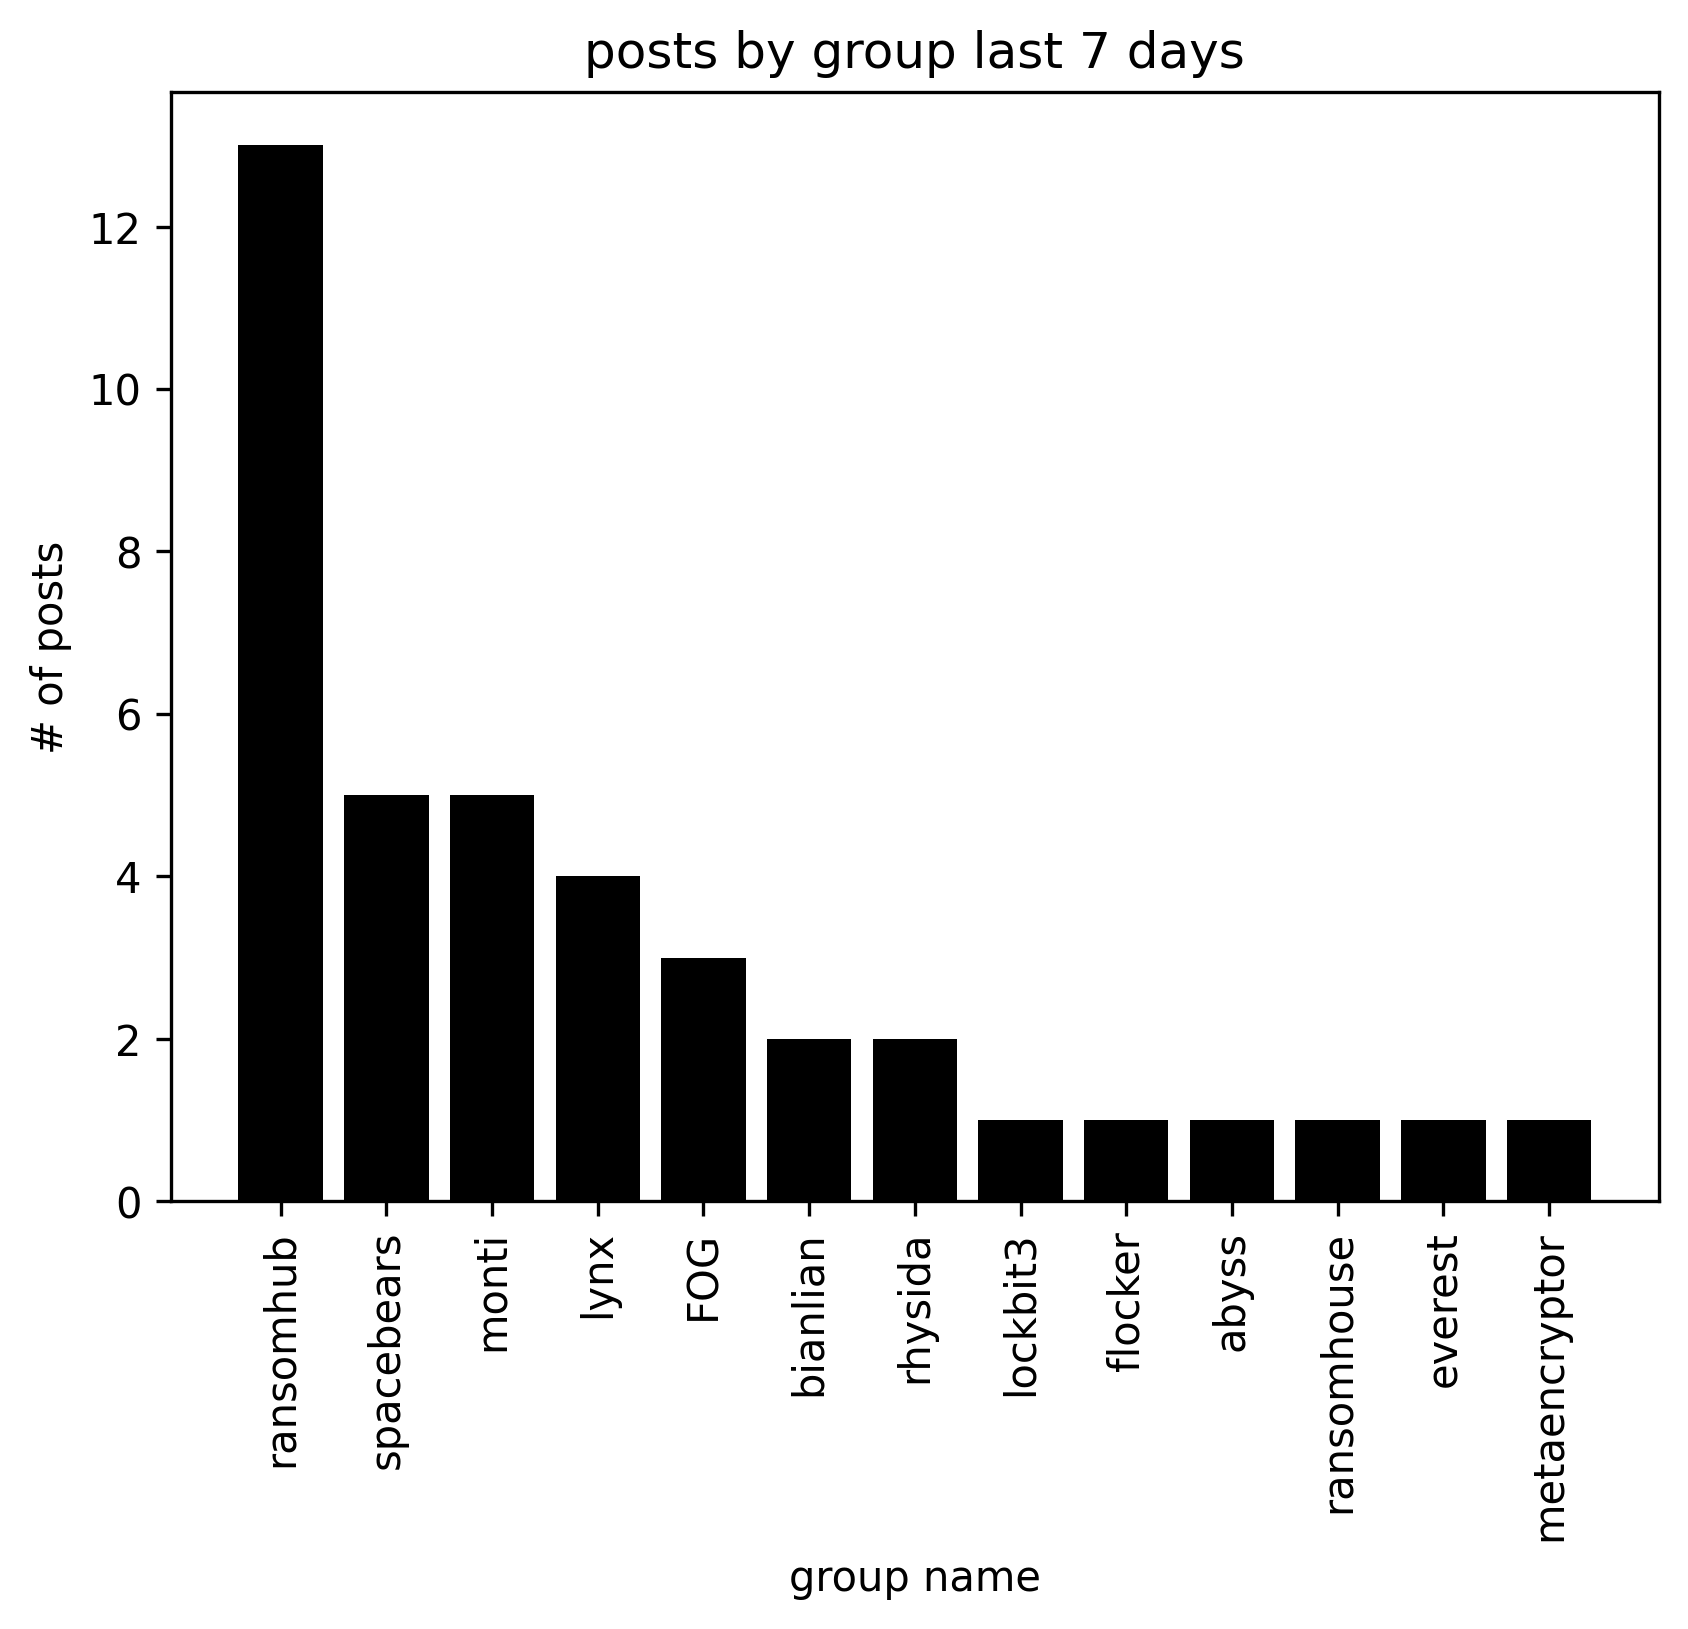 posts by group last 7 days
# of posts
12
10
8
6
4
2
0
ransomhub
spacebears
monti
lynx
FOG
bianlian
rhysida
lockbit3
flocker
abyss
ransomhouse
everest
metaencryptor
group name